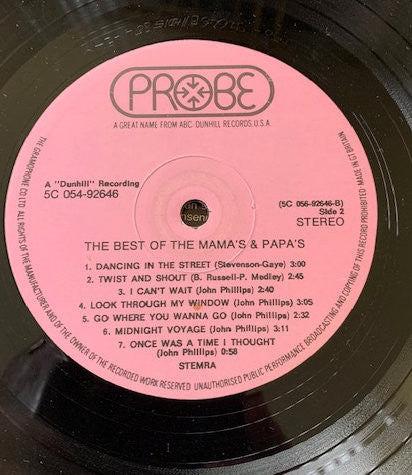 PROBE
A GREAT NAME FROM ABC · DUNHILL RECORDS, U.S.A.
A "Dunhill" Recording
5C 054-92646
(5C 056-92646-B)
Side 2
STEREO
THE BEST OF THE MAMA'S & PAPA'S
1. DANCING IN THE STREET (Stevenson-Gaye) 3:00
2. TWIST AND SHOUT (B. Russell-P. Medley) 2:45
3. I CAN'T WAIT (John Phillips) 2:40
4. LOOK THROUGH MY WINDOW (John Phillips) 3:05
5. GO WHERE YOU WANNA GO (John Phillips) 2:32
6. MIDNIGHT VOYAGE (John Phillips) 3:11
7. ONCE WAS A TIME I THOUGHT
(John Phillips) 0:58
STEMRA
THE GRAMOPHONE CO LTD. ALL RIGHTS OF THE MANUFACTURER AND OF THE OWNER OF THE RECORDED WORK RESERVED UNAUTHORISED PUBLIC PERFORMANCE BROADCASTING AND COPYING OF THIS RECORD PROHIBITED MADE IN GT BRITAIN